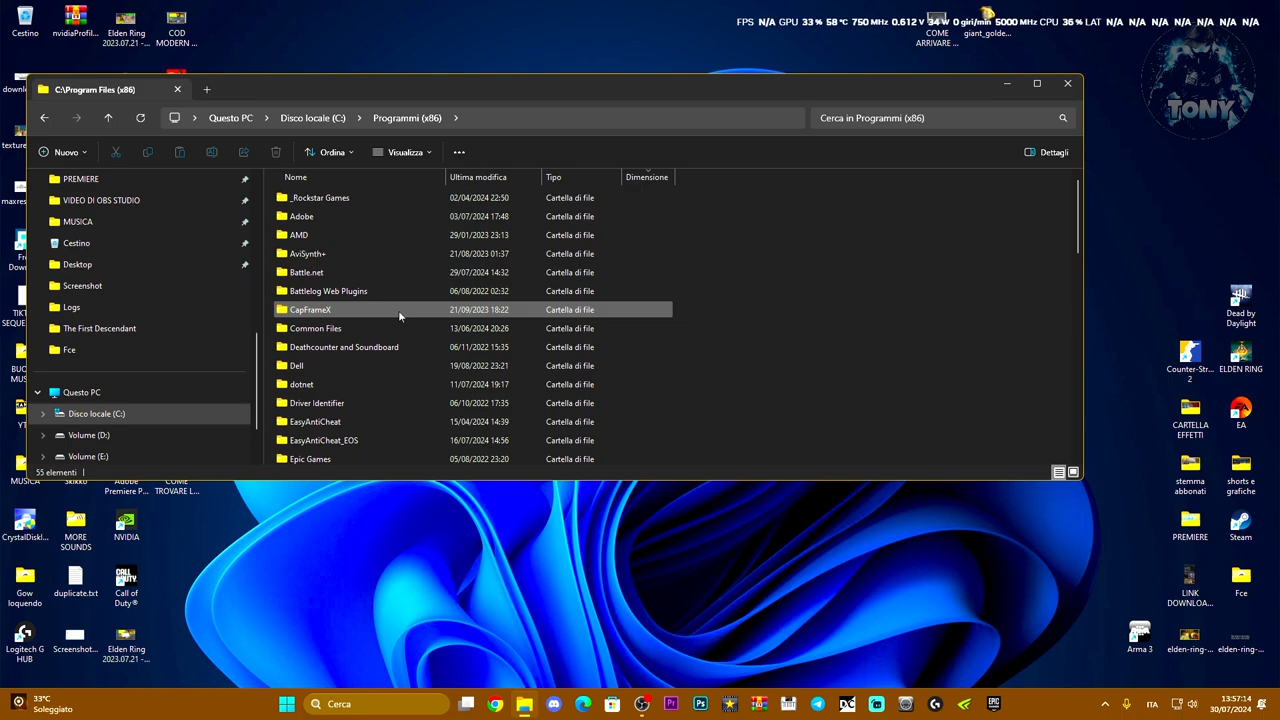 FPS N/A GPU 33 % 58 °C 750 MHz 0.612 V 34 W 0 giri/min 5000 MHz CPU 36 % LAT N/A N/A N/A N/A N/A N/A
Cestino
nvidiaProfil...
Elden Ring
2023.07.21 - ...
COD
MODERN ...
COME
ARRIVARE ...
giant_golde...
TONY
C:\Program Files (x86)
Questo PC
Disco locale (C:)
Programmi (x86)
Cerca in Programmi (x86)
Nuovo
Ordina
Visualizza
Dettagli
Nome
Ultima modifica
Tipo
Dimensione
PREMIERE
VIDEO DI OBS STUDIO
MUSICA
Cestino
Desktop
Screenshot
Logs
The First Descendant
Fce
Questo PC
Disco locale (C:)
Volume (D:)
Volume (E:)
_Rockstar Games 02/04/2024 22:50 Cartella di file
Adobe 03/07/2024 17:48 Cartella di file
AMD 29/01/2023 23:13 Cartella di file
AviSynth+ 21/08/2023 01:37 Cartella di file
Battle.net 29/07/2024 14:32 Cartella di file
Battlelog Web Plugins 06/08/2022 02:32 Cartella di file
CapFrameX 21/09/2023 18:22 Cartella di file
Common Files 13/06/2024 20:26 Cartella di file
Deathcounter and Soundboard 06/11/2022 15:35 Cartella di file
Dell 19/08/2022 23:21 Cartella di file
dotnet 11/07/2024 19:17 Cartella di file
Driver Identifier 06/10/2022 17:35 Cartella di file
EasyAntiCheat 15/04/2024 14:39 Cartella di file
EasyAntiCheat_EOS 16/07/2024 14:56 Cartella di file
Epic Games 05/08/2022 23:20 Cartella di file
55 elementi
Dead by
Daylight
Counter-Str...
2
ELDEN RING
CARTELLA
EFFETTI
EA
stemma
abbonati
shorts e
grafiche
PREMIERE
Steam
LINK
DOWNLOA...
Fce
Arma 3
elden-ring-...
elden-ring-...
MUSICA
Skikko
Adobe
Premiere P...
COME
TROVARE L...
CrystalDiskI...
MORE
SOUNDS
NVIDIA
Gow
loquendo
duplicate.txt
Call of
Duty®
Logitech G
HUB
Screenshot...
Elden Ring
2023.07.21 - ...
33°C
Soleggiato
Cerca
ITA
13:57:14
30/07/2024